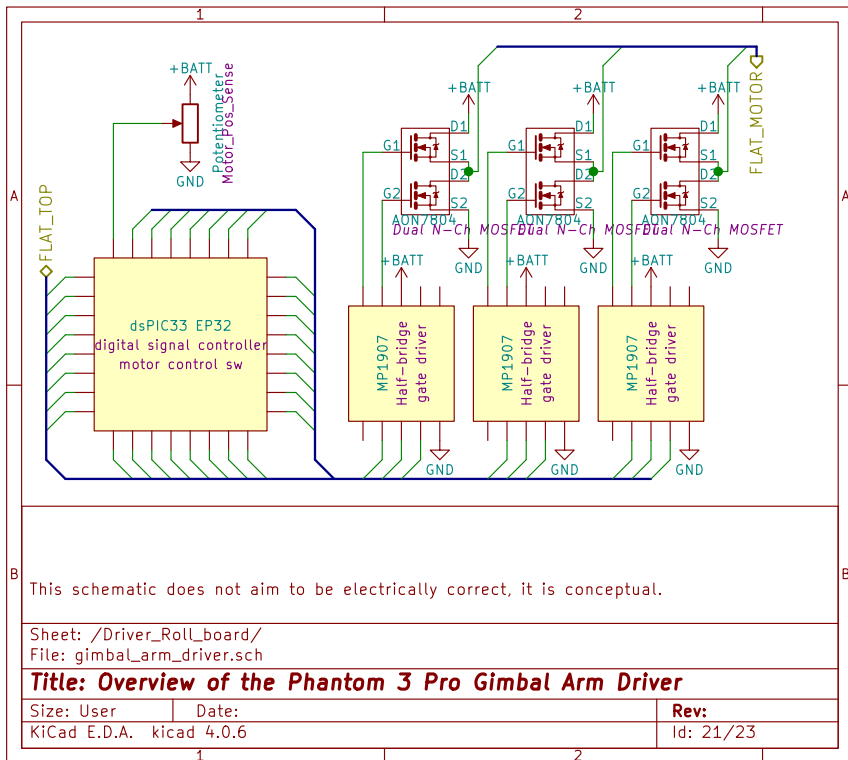 1 2
+BATT
Potentiometer
Motor_Pos_Sense
GND
+BATT +BATT +BATT
FLAT_MOTOR
D1 D1 D1
G1 G1 G1
S1 S1 S1
D2 D2 D2
G2 G2 G2
S2 S2 S2
A A
AON7804 AON7804 AON7804
Dual N-Ch MOSFET Dual N-Ch MOSFET Dual N-Ch MOSFET
FLAT_TOP
GND GND GND
+BATT +BATT +BATT
dsPIC33 EP32
digital signal controller
motor control sw
MP1907
Half-bridge
gate driver
MP1907
Half-bridge
gate driver
MP1907
Half-bridge
gate driver
GND GND GND
B B
This schematic does not aim to be electrically correct, it is conceptual.
Sheet: /Driver_Roll_board/
File: gimbal_arm_driver.sch
Title: Overview of the Phantom 3 Pro Gimbal Arm Driver
Size: User Date: Rev:
KiCad E.D.A. kicad 4.0.6 Id: 21/23
1 2